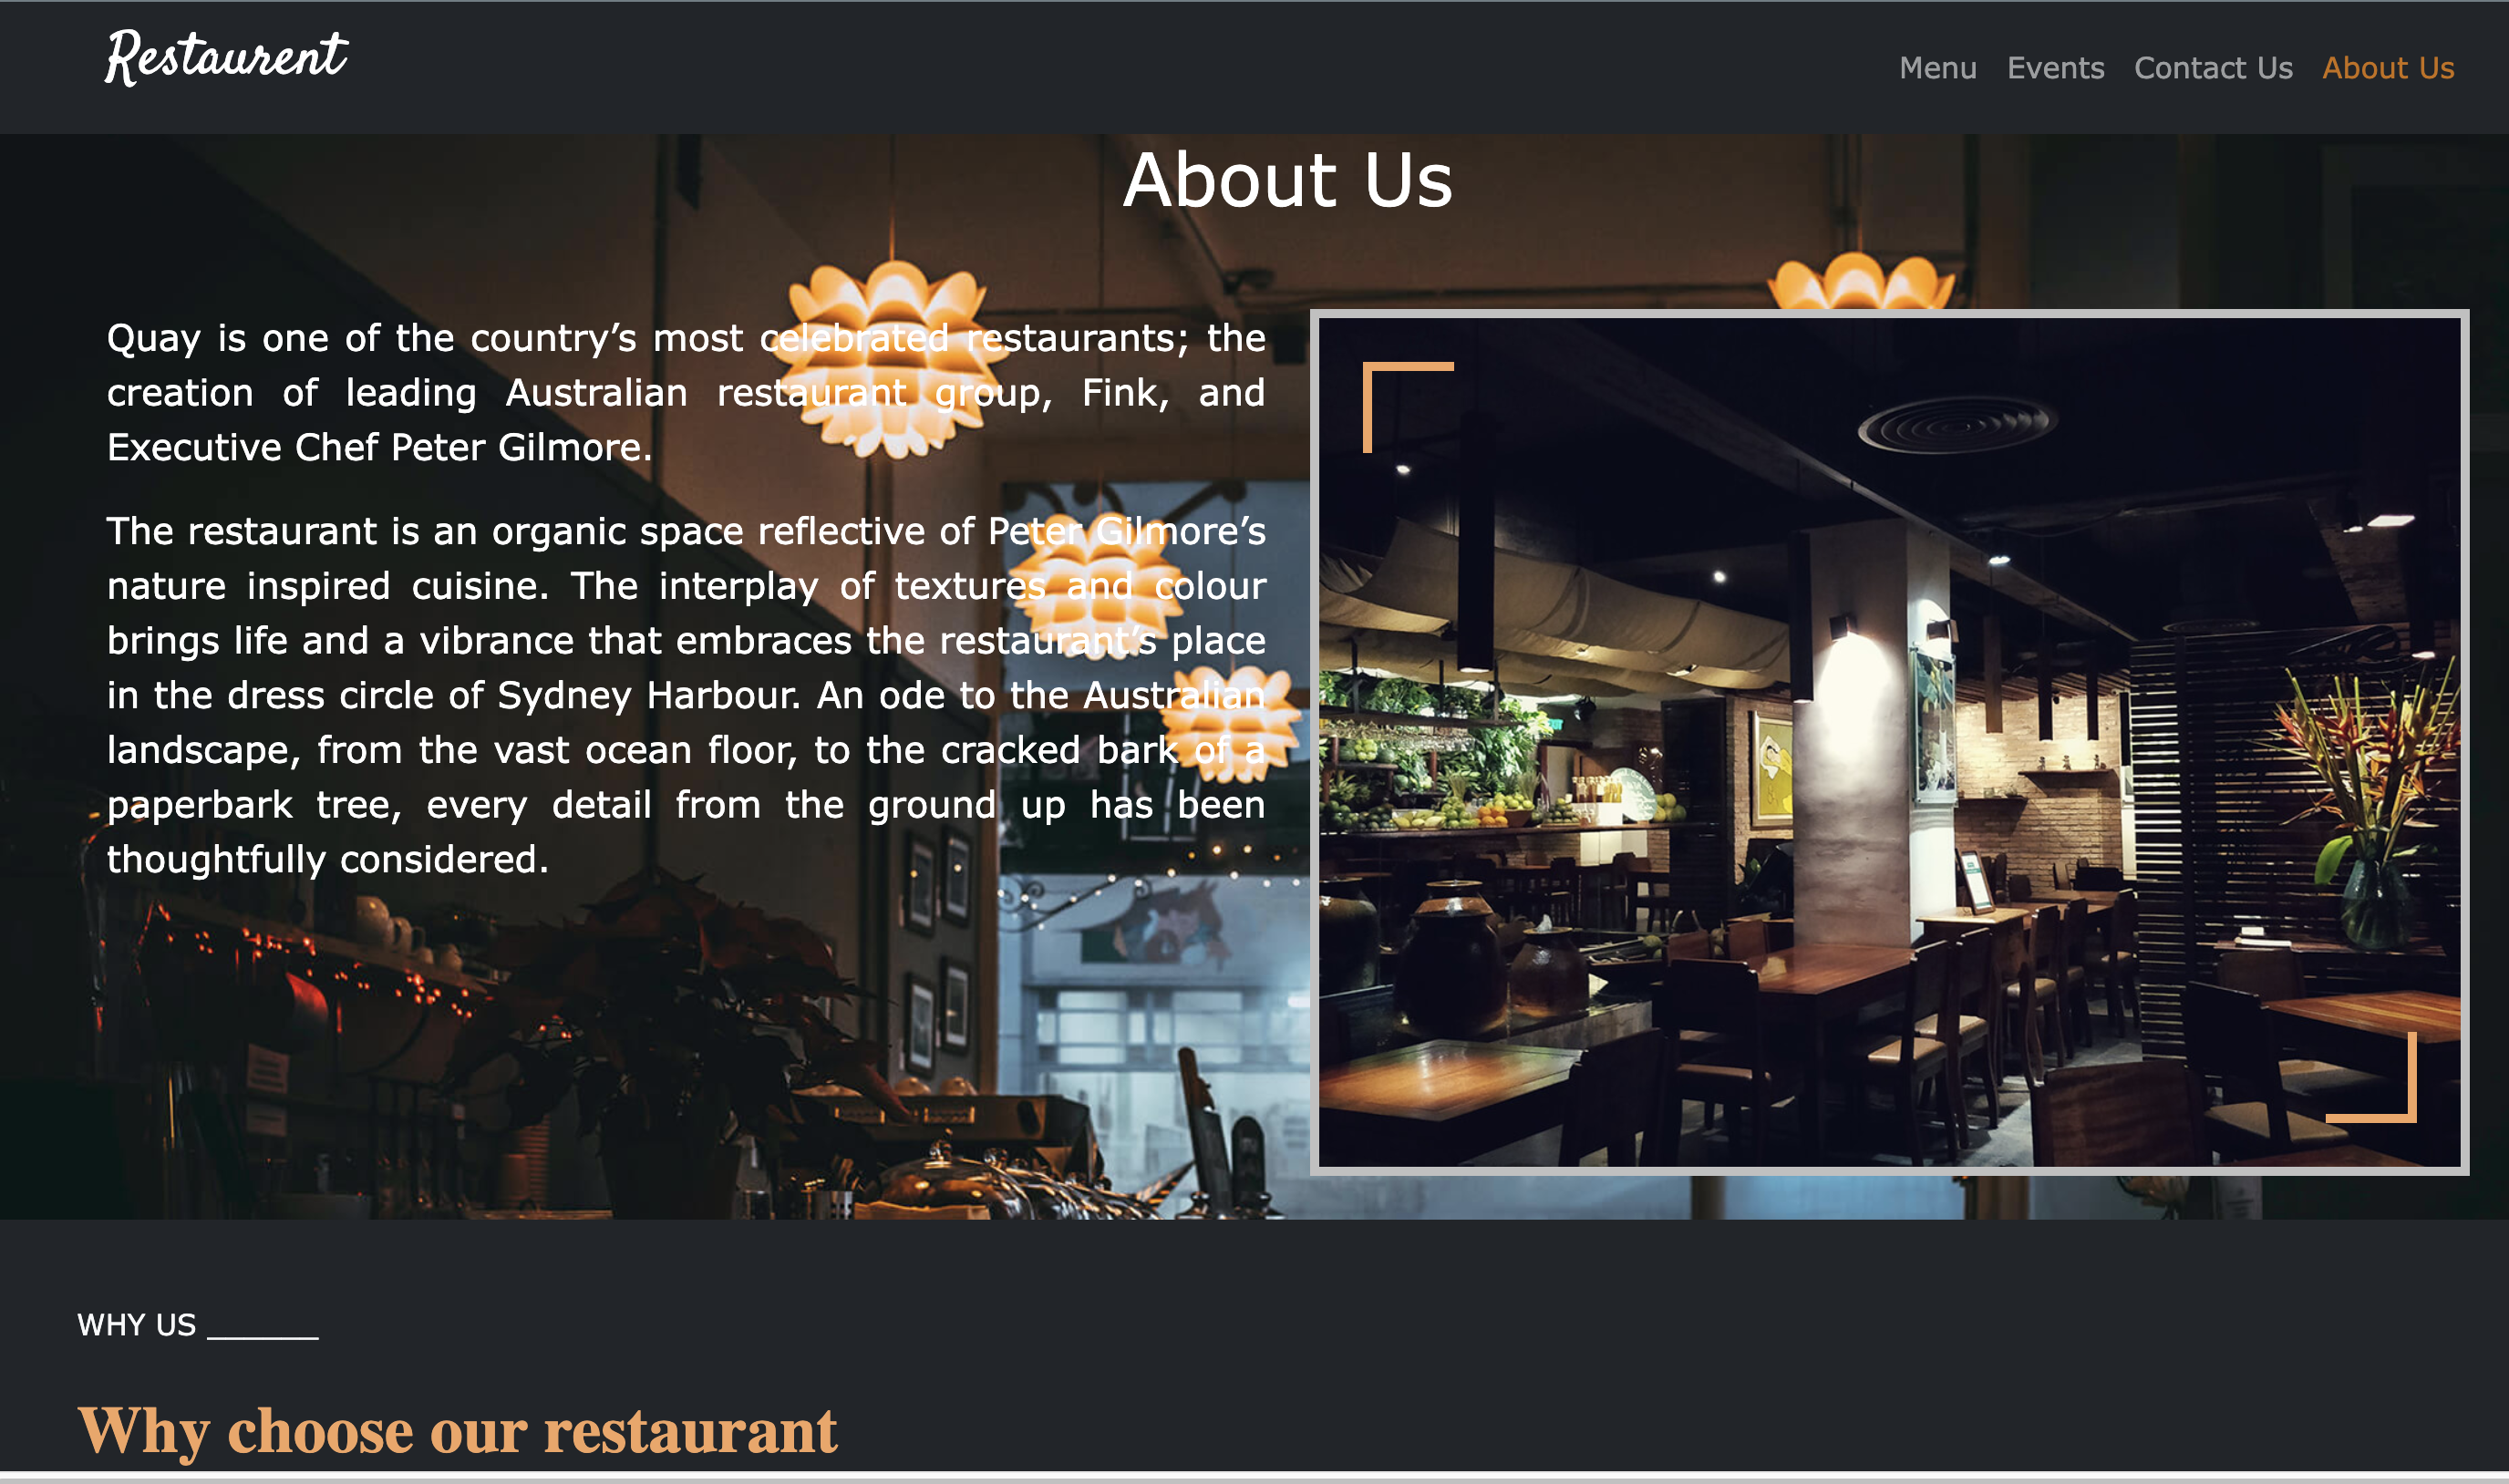 Restaurent
Menu Events Contact Us About Us
About Us
Quay is one of the country’s most celebrated restaurants; the
creation of leading Australian restaurant group, Fink, and
Executive Chef Peter Gilmore.
The restaurant is an organic space reflective of Peter Gilmore’s
nature inspired cuisine. The interplay of textures and colour
brings life and a vibrance that embraces the restaurant’s place
in the dress circle of Sydney Harbour. An ode to the Australian
landscape, from the vast ocean floor, to the cracked bark of a
paperbark tree, every detail from the ground up has been
thoughtfully considered.
WHY US _______
Why choose our restaurant